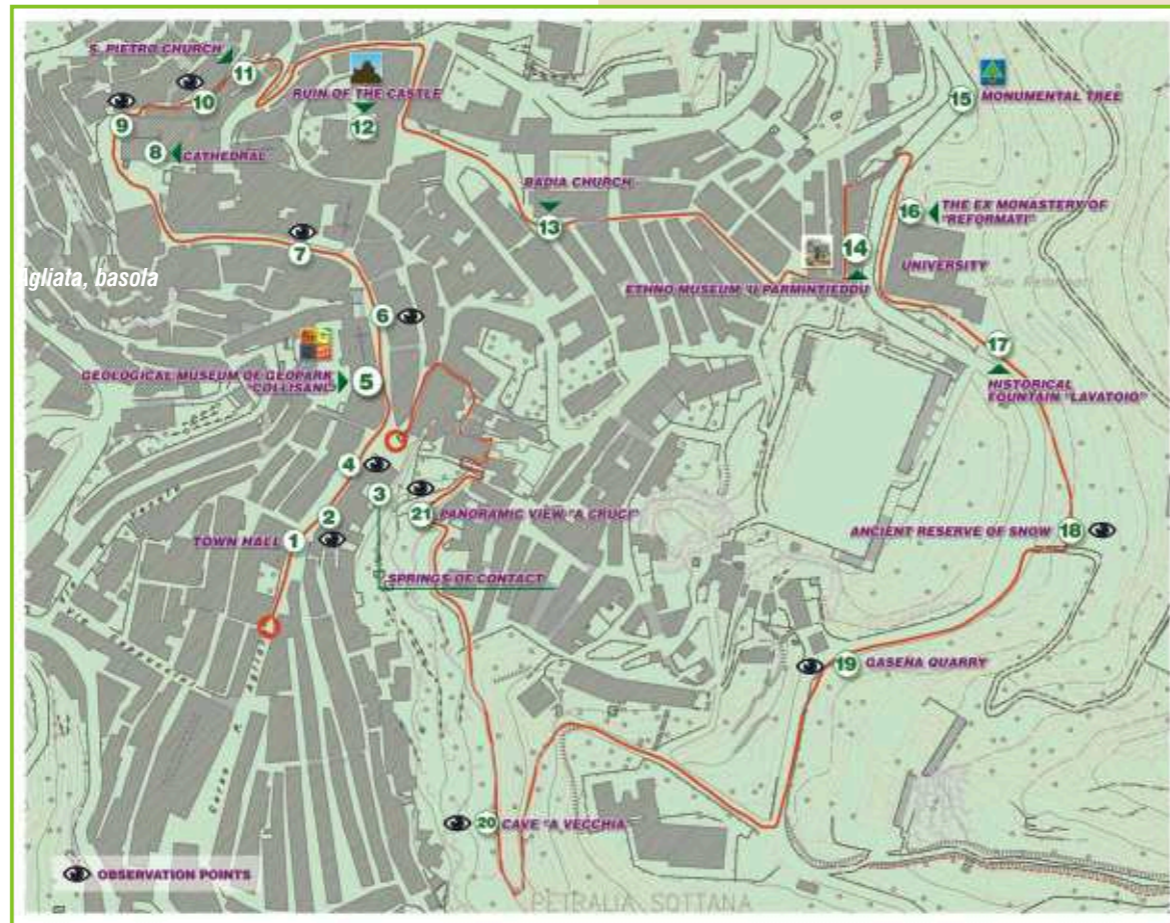 S. PIETRO CHURCH
11
10
9
RUIN OF THE CASTLE
12
15
MONUMENTAL TREE
8
CATHEDRAL
BADIA CHURCH
13
16
THE EX MONASTERY OF
"REFORMATI"
7
14
UNIVERSITY
Agliata, basola
ETHNO MUSEUM 'U PARMINTIEDDU
6
17
GEOLOGICAL MUSEUM OF GEOPARK
"COLLISANI"
5
HISTORICAL
FOUNTAIN "LAVATOIO"
4
3
2
21
PANORAMIC VIEW "A CRUCI"
TOWN HALL
1
ANCIENT RESERVE OF SNOW
18
SPRINGS OF CONTACT
19
GASENA QUARRY
20
CAVE "A VECCHIA"
OBSERVATION POINTS
PETRALIA SOTTANA